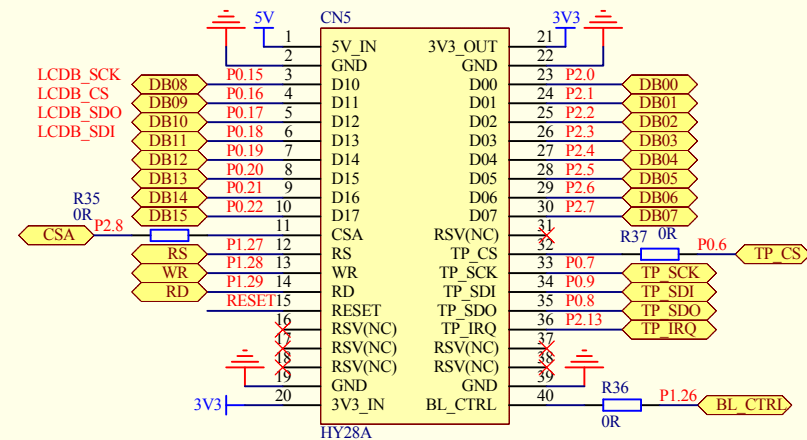 5V CN5 3V3
1 5V_IN 3V3_OUT 21
2 GND GND 22
LCDB_SCK DB08 P0.15 3 D10 D00 23 P2.0 DB00
LCDB_CS DB09 P0.16 4 D11 D01 24 P2.1 DB01
LCDB_SDO DB10 P0.17 5 D12 D02 25 P2.2 DB02
LCDB_SDI DB11 P0.18 6 D13 D03 26 P2.3 DB03
DB12 P0.19 7 D14 D04 27 P2.4 DB04
DB13 P0.20 8 D15 D05 28 P2.5 DB05
DB14 P0.21 9 D16 D06 29 P2.6 DB06
DB15 P0.22 10 D17 D07 30 P2.7 DB07
R35
0R
CSA P2.8 11 CSA RSV(NC) 31
RS P1.27 12 RS TP_CS 32 R37 0R P0.6 TP_CS
WR P1.28 13 WR TP_SCK 33 P0.7 TP_SCK
RD P1.29 14 RD TP_SDI 34 P0.9 TP_SDI
RESET 15 RESET TP_SDO 35 P0.8 TP_SDO
16 RSV(NC) TP_IRQ 36 P2.13 TP_IRQ
17 RSV(NC) RSV(NC) 37
18 RSV(NC) RSV(NC) 38
19 GND GND 39
3V3 20 3V3_IN BL_CTRL 40 R36 0R P1.26 BL_CTRL
HY28A